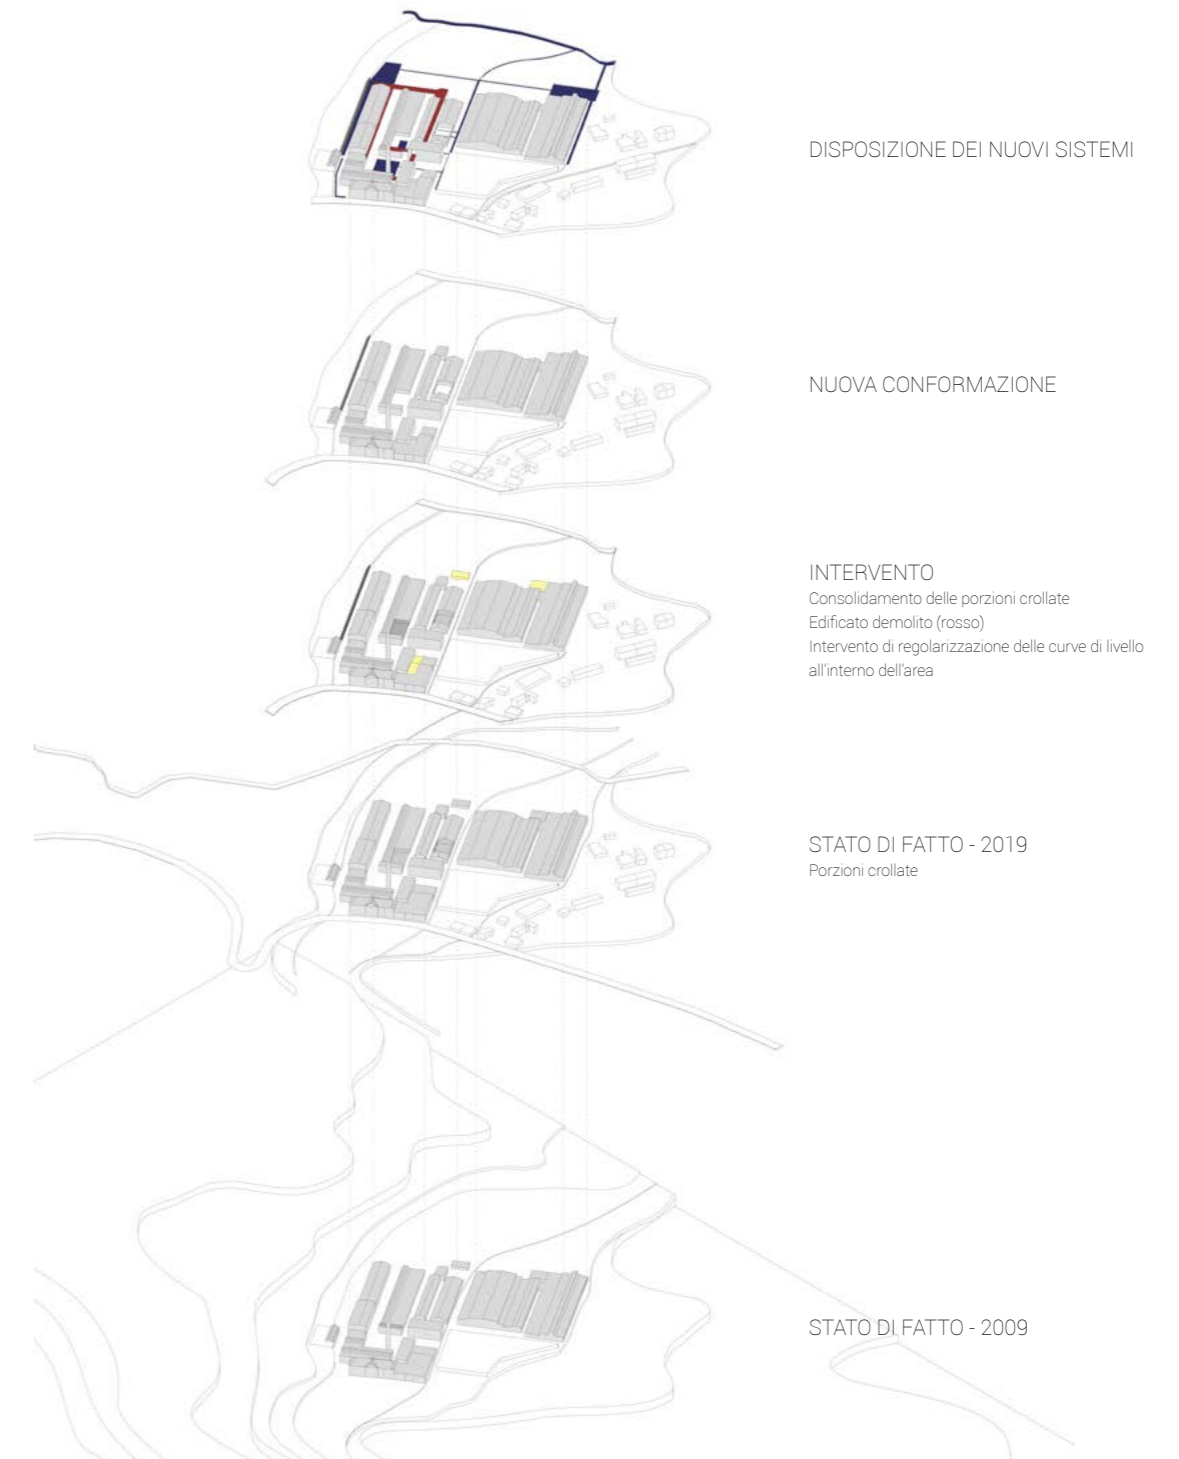 DISPOSIZIONE DEI NUOVI SISTEMI
NUOVA CONFORMAZIONE
INTERVENTO
Consolidamento delle porzioni crollate
Edificato demolito (rosso)
Intervento di regolarizzazione delle curve di livello
all'interno dell'area
STATO DI FATTO - 2019
Porzioni crollate
STATO DI FATTO - 2009